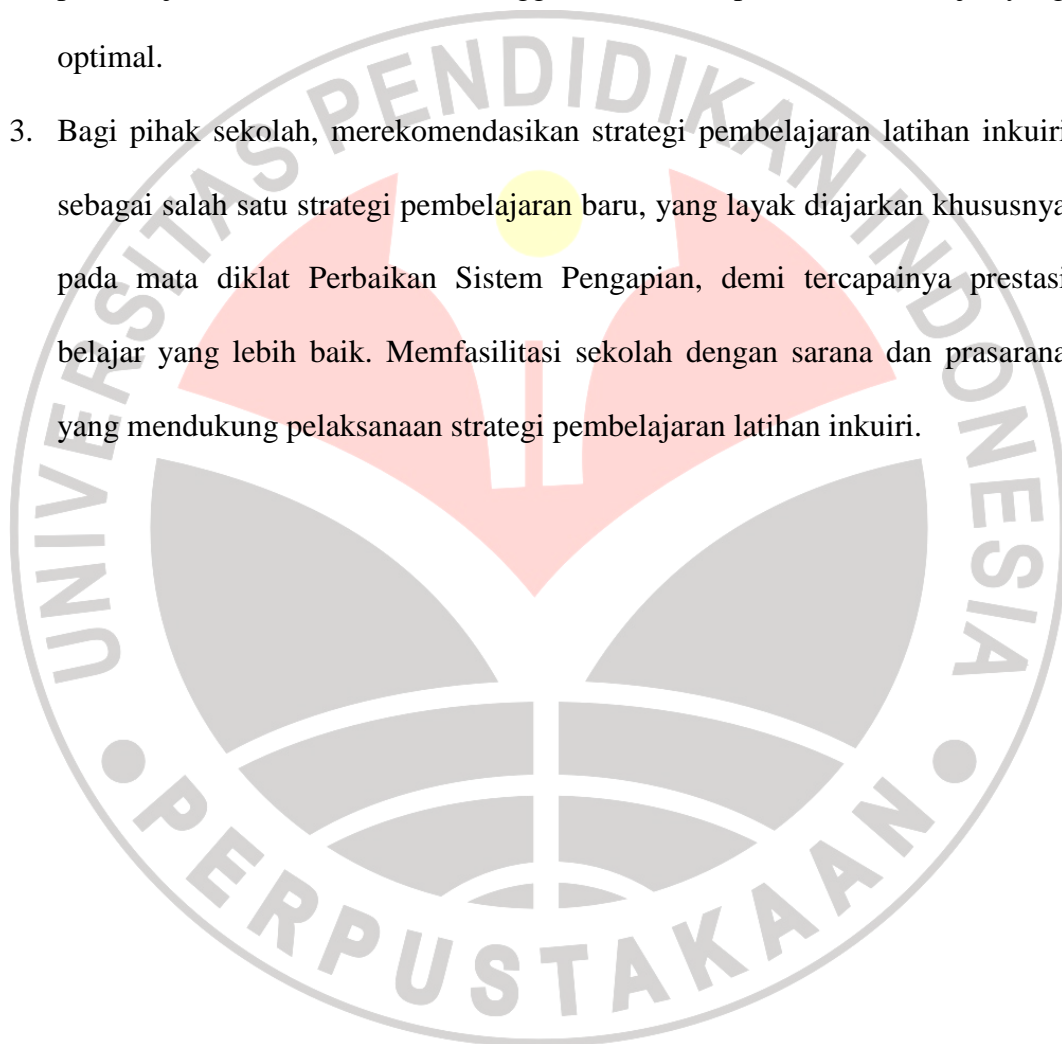 optimal.
3. Bagi pihak sekolah, merekomendasikan strategi pembelajaran latihan inkuiri
sebagai salah satu strategi pembelajaran baru, yang layak diajarkan khususnya
pada mata diklat Perbaikan Sistem Pengapian, demi tercapainya prestasi
belajar yang lebih baik. Memfasilitasi sekolah dengan sarana dan prasarana
yang mendukung pelaksanaan strategi pembelajaran latihan inkuiri.
UNIVERSITAS PENDIDIKAN INDONESIA
PERPUSTAKAAN